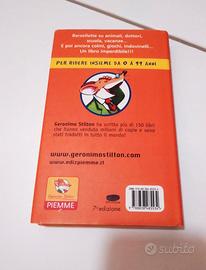 Barzellette su animali, dottori,
scuola, vacanze...
E poi ancora colmi, giochi, indovinelli...
Un libro imperdibile!!!
PER RIDERE INSIEME DA 0 A 99 ANNI
Geronimo Stilton ha scritto più di 150 libri
che hanno venduto milioni di copie e sono
stati tradotti in tutto il mondo!
www.geronimostilton.com
www.edizpiemme.it
Geronimo Stilton
PIEMME
7ª edizione
Subito